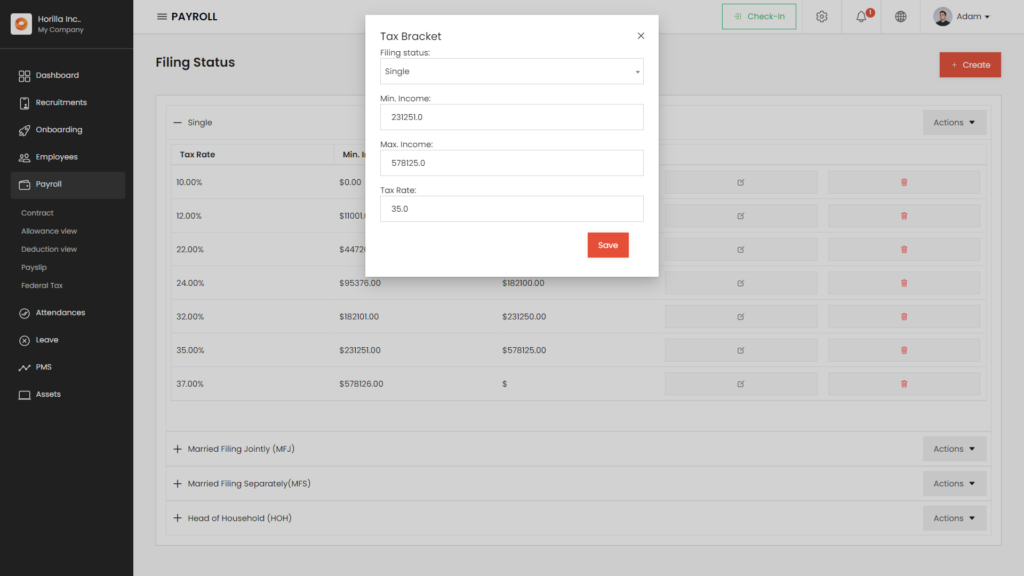 Horilla Inc..
My Company
Dashboard
Recruitments
Onboarding
Employees
Payroll
Contract
Allowance view
Deduction view
Payslip
Federal Tax
Attendances
Leave
PMS
Assets
PAYROLL
Check-In
1
Adam
Filing Status
+ Create
Single
Actions
Tax Rate Min. I
10.00% $0.00
12.00% $11001.
22.00% $4472
24.00% $95376.00 $182100.00
32.00% $182101.00 $231250.00
35.00% $231251.00 $578125.00
37.00% $578126.00 $
Married Filing Jointly (MFJ) Actions
Married Filing Separately(MFS) Actions
Head of Household (HOH) Actions
Tax Bracket
Filing status:
Single
Min. Income:
231251.0
Max. Income:
578125.0
Tax Rate:
35.0
Save